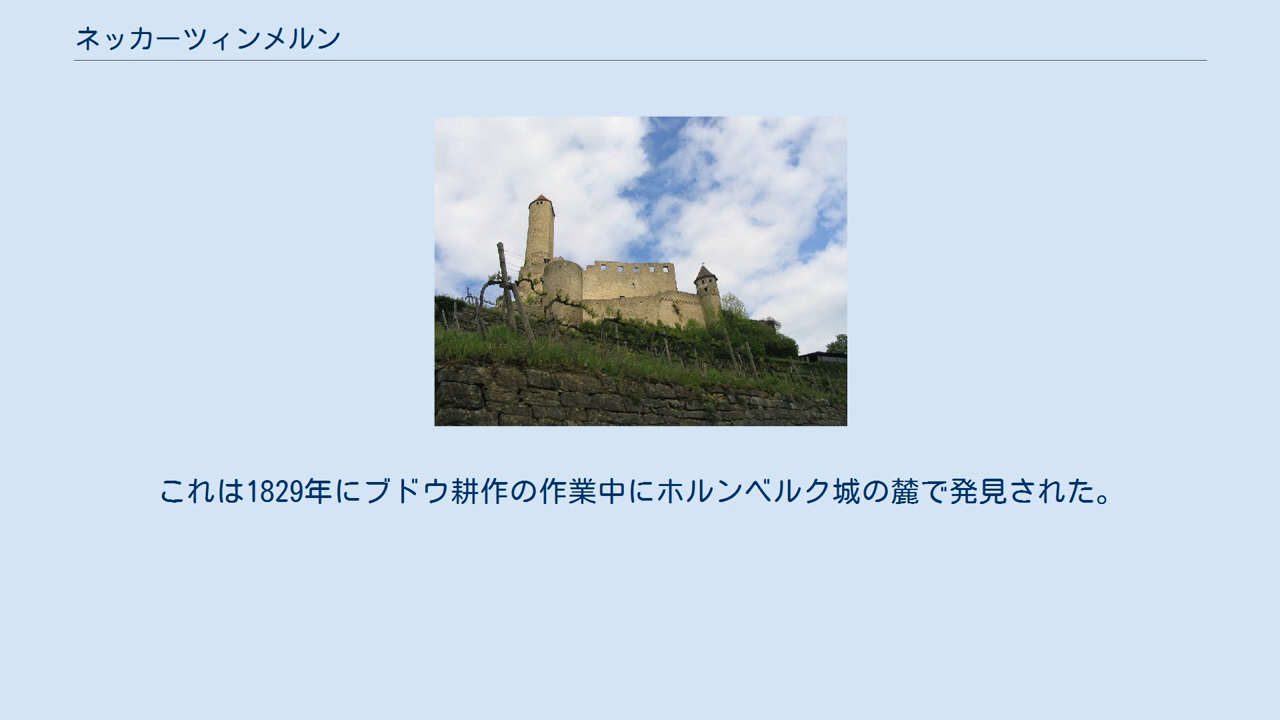 ネッカーツィンメルン
これは1829年にブドウ耕作の作業中にホルンベルク城の麓で発見された。